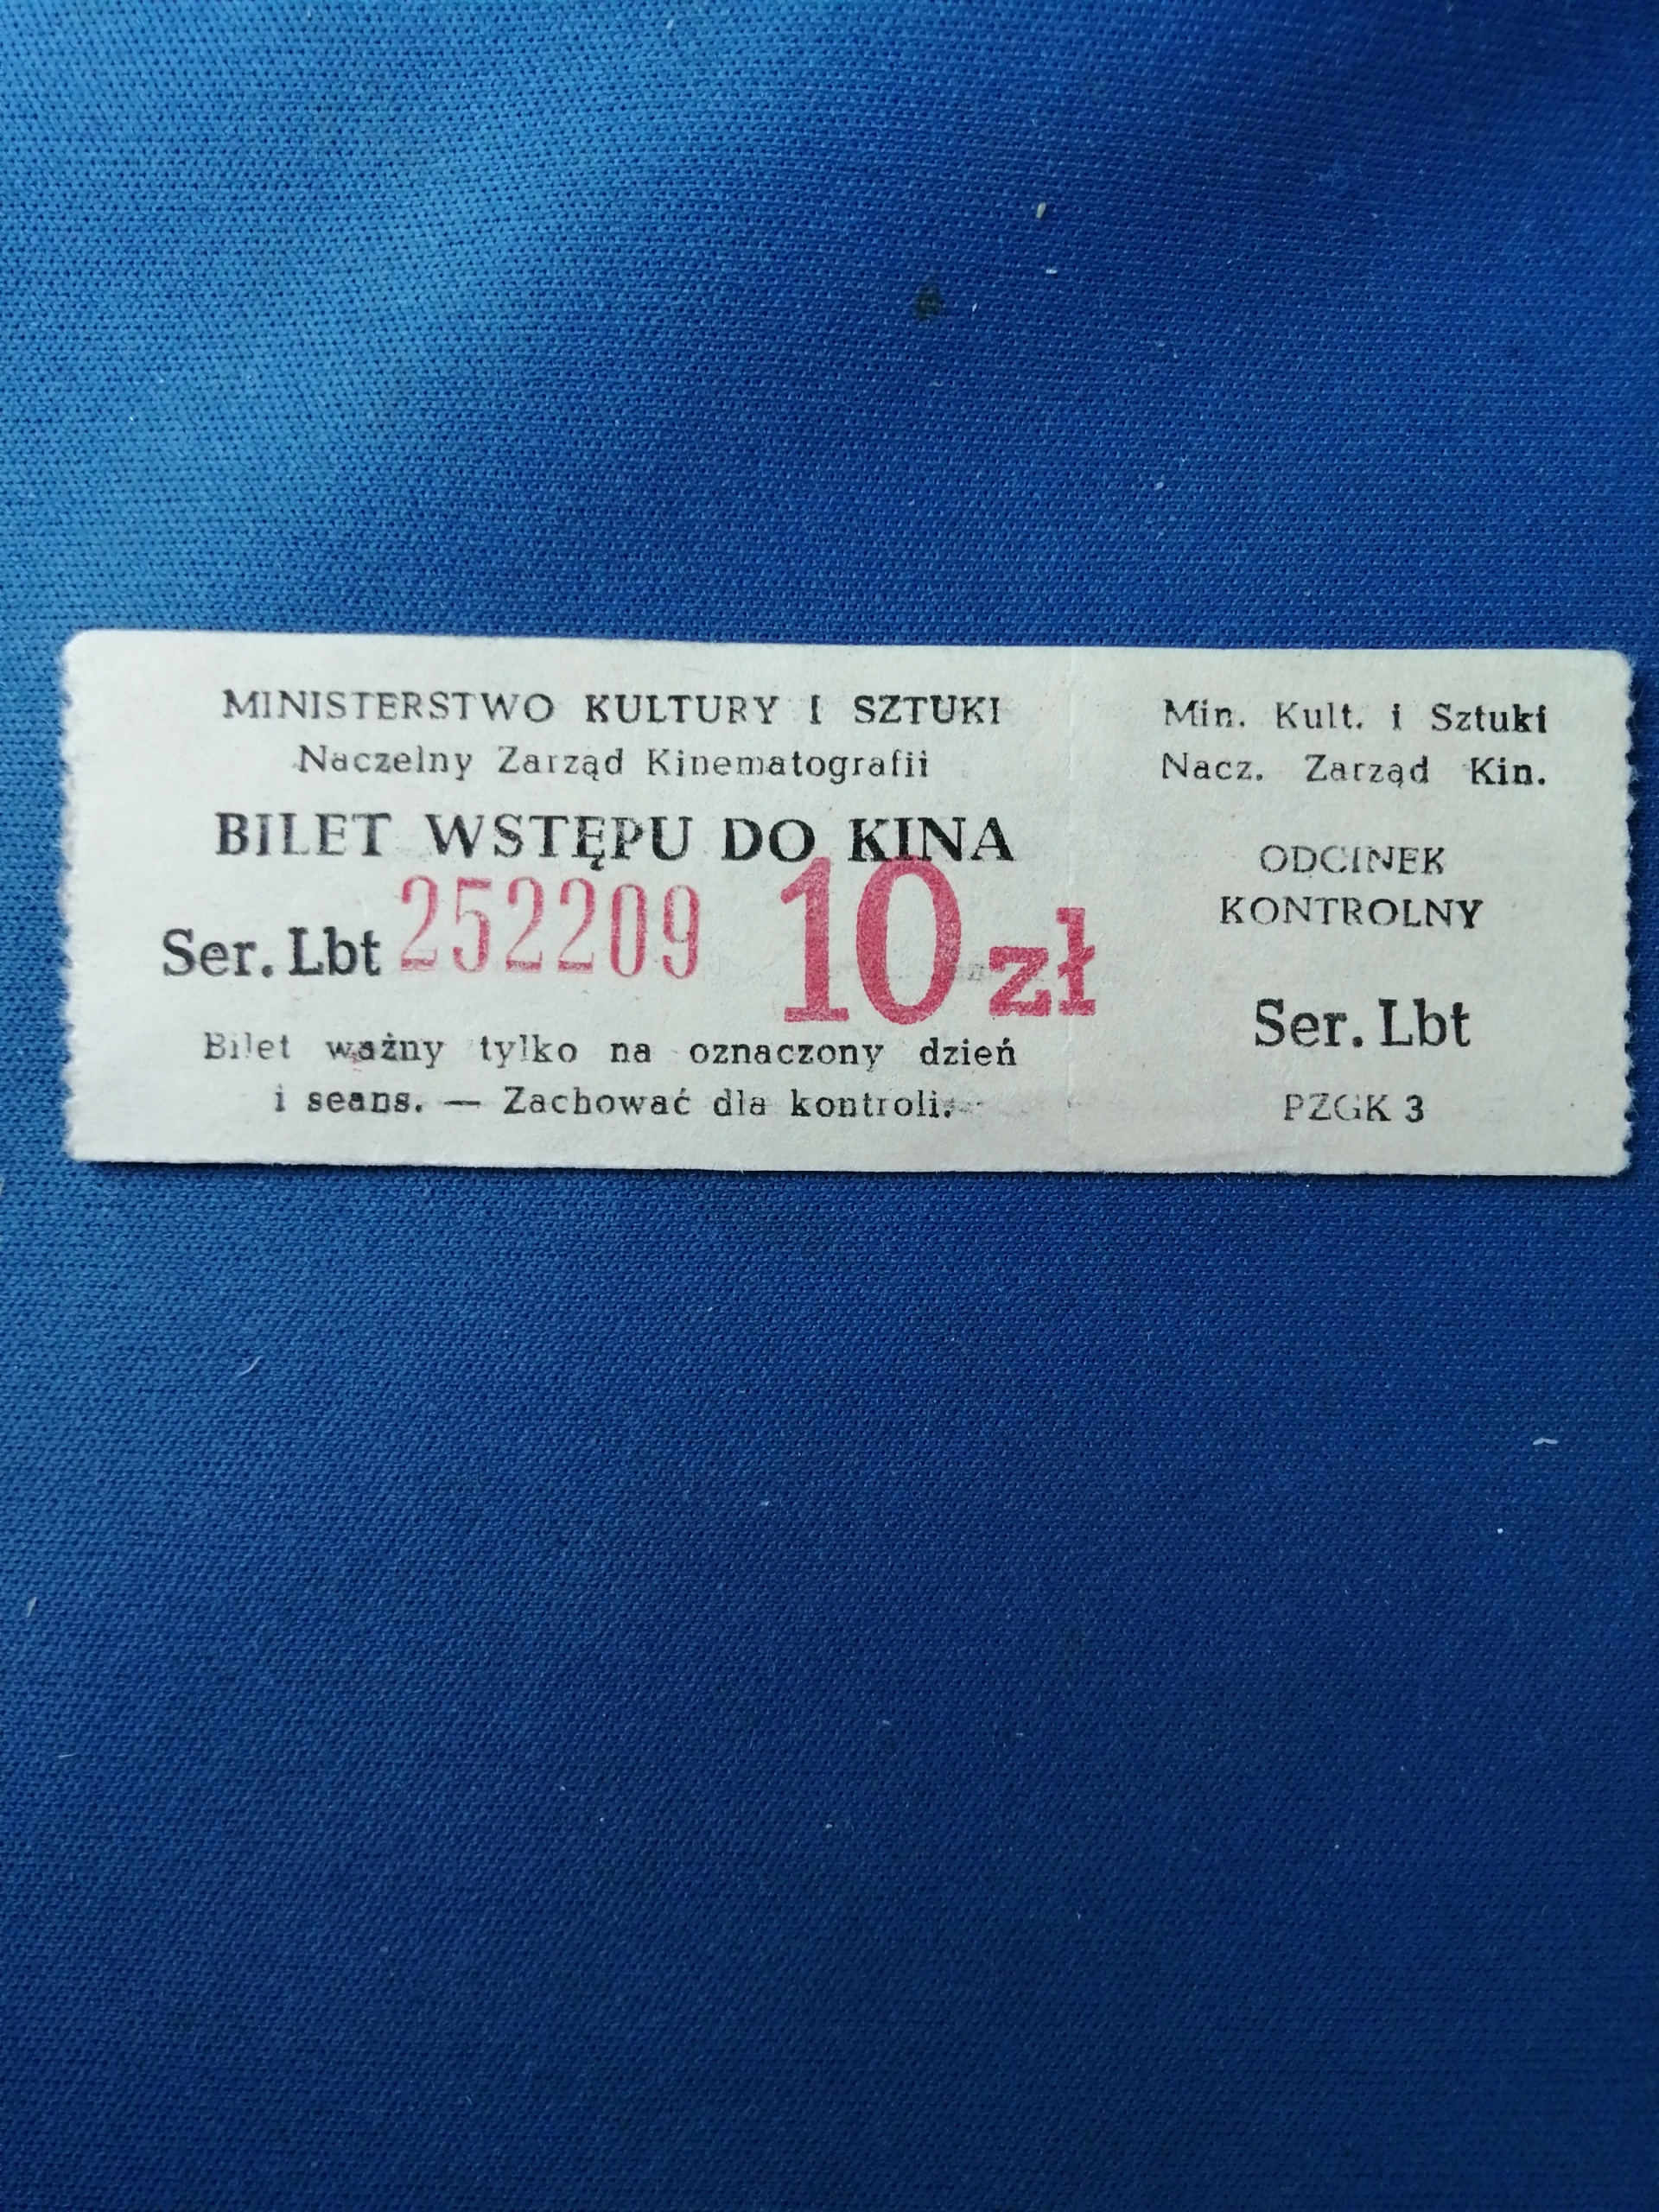 MINISTERSTWO KULTURY I SZTUKI
Naczelny Zarząd Kinematografii
BILET WSTĘPU DO KINA
Ser. Lbt 252209 10 zł
Bilet ważny tylko na oznaczony dzień
i seans. — Zachować dla kontroli.
Min. Kult. i Sztuki
Nacz. Zarząd Kin.
ODCINEK
KONTROLNY
Ser. Lbt
PZGK 3